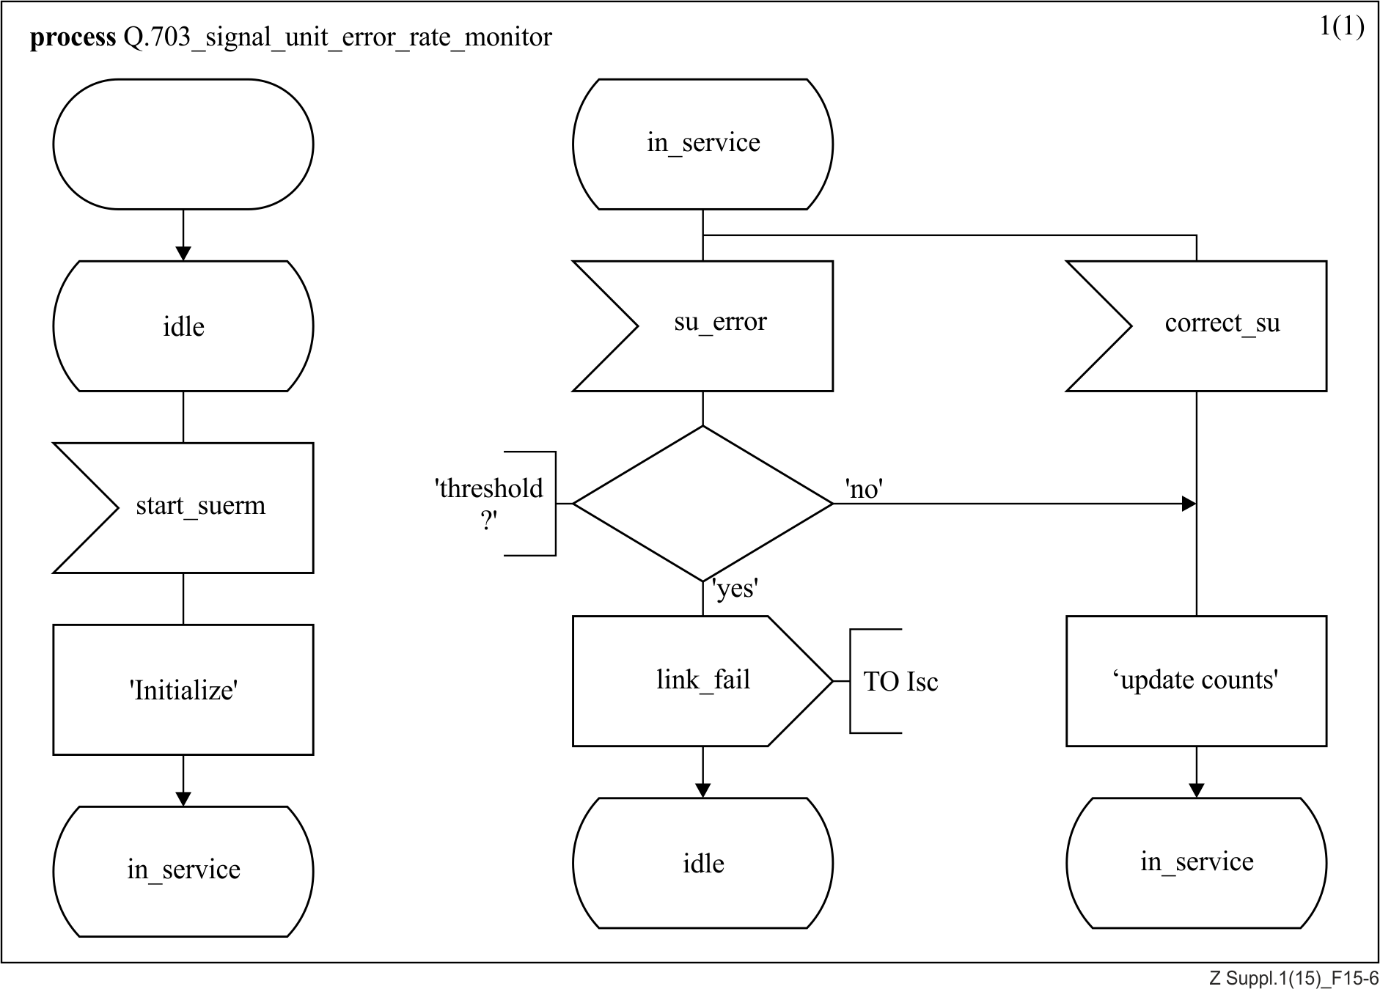 process Q.703_signal_unit_error_rate_monitor
1(1)
idle
start_suerm
'Initialize'
in_service
in_service
su_error
correct_su
'threshold
?'
'no'
'yes'
link_fail
TO Isc
‘update counts'
idle
in_service
Z Suppl.1(15)_F15-6